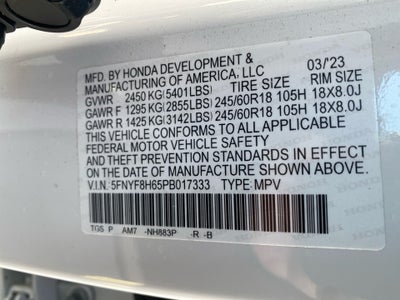 MFD. BY HONDA DEVELOPMENT & 03/'23
MANUFACTURING OF AMERICA, LLC
GVWR 2450 KG(5401LBS) TIRE SIZE RIM SIZE
GAWR F 1295 KG(2855LBS) 245/60R18 105H 18X8.0J
GAWR R 1425 KG(3142LBS) 245/60R18 105H 18X8.0J
THIS VEHICLE CONFORMS TO ALL APPLICABLE
FEDERAL MOTOR VEHICLE SAFETY
AND THEFT PREVENTION STANDARDS IN EFFECT
ON THE DATE OF MANUFACTURE SHOWN ABOVE.
V.I.N.: 5FNYF8H65PB017333 TYPE: MPV
TGS P AM7 -NH883P -R -B